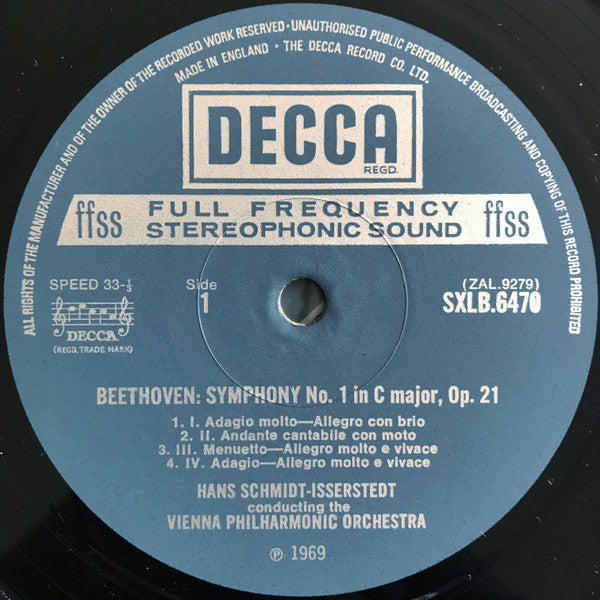 ALL RIGHTS OF THE MANUFACTURER AND OF THE OWNER OF THE RECORDED WORK RESERVED · UNAUTHORISED PUBLIC PERFORMANCE BROADCASTING AND COPYING OF THIS RECORD PROHIBITED
MADE IN ENGLAND · THE DECCA RECORD CO. LTD.
DECCA
REGD.
ffss FULL FREQUENCY ffss
STEREOPHONIC SOUND
SPEED 33-⅓
Side
1
(ZAL.9279)
SXLB.6470
DECCA
(REGD. TRADE MARK)
BEETHOVEN: SYMPHONY No. 1 in C major, Op. 21
1. I. Adagio molto—Allegro con brio
2. II. Andante cantabile con moto
3. III. Menuetto—Allegro molto e vivace
4. IV. Adagio—Allegro molto e vivace
HANS SCHMIDT-ISSERSTEDT
conducting the
VIENNA PHILHARMONIC ORCHESTRA
℗ 1969